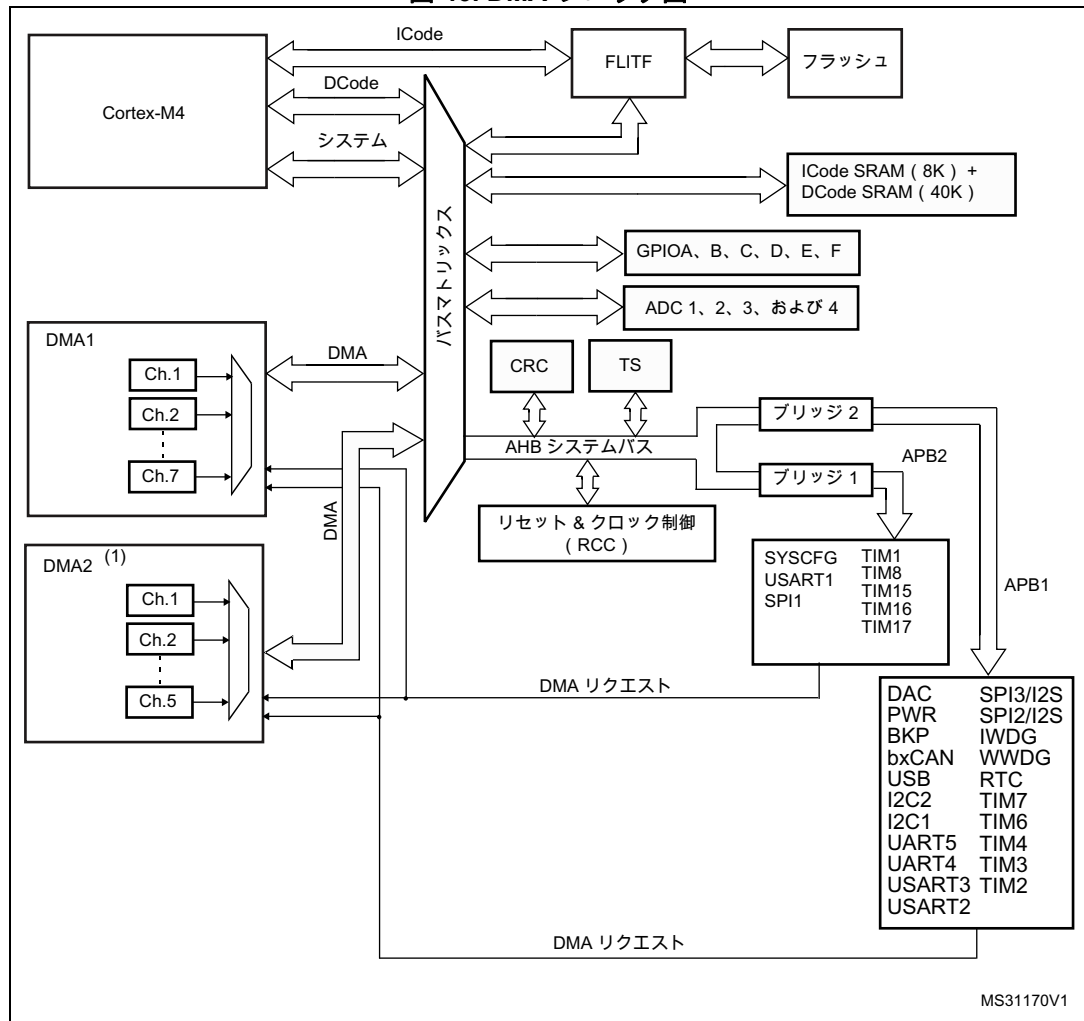 ICode
FLITF
フラッシュ
Cortex-M4
DCode
システム
ICode SRAM ( 8K ) +
DCode SRAM ( 40K )
バスマトリックス
GPIOA、B、C、D、E、F
ADC 1、2、3、および 4
DMA1
Ch.1
Ch.2
Ch.7
DMA
CRC
TS
AHB システムバス
ブリッジ 2
ブリッジ 1
APB2
リセット & クロック制御
( RCC )
DMA
DMA2 (1)
Ch.1
Ch.2
Ch.5
SYSCFG
USART1
SPI1
TIM1
TIM8
TIM15
TIM16
TIM17
APB1
DMA リクエスト
DAC
PWR
BKP
bxCAN
USB
I2C2
I2C1
UART5
UART4
USART3
USART2
SPI3/I2S
SPI2/I2S
IWDG
WWDG
RTC
TIM7
TIM6
TIM4
TIM3
TIM2
DMA リクエスト
MS31170V1